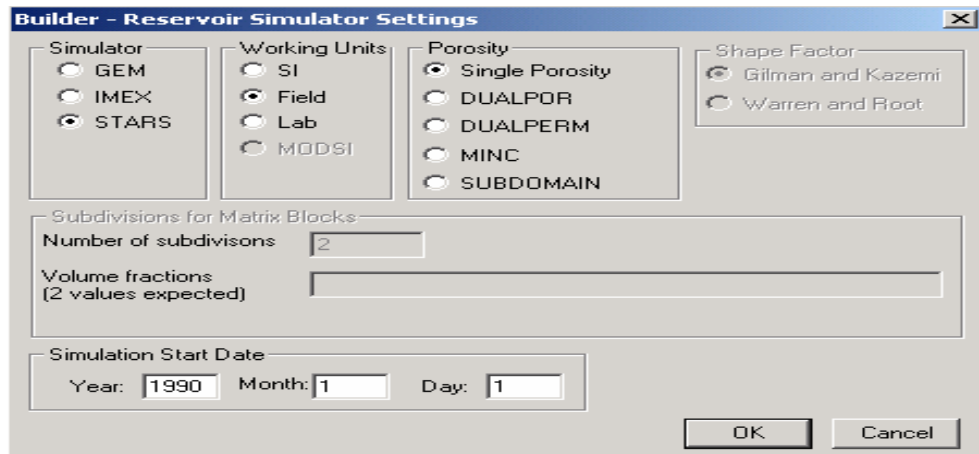 Builder - Reservoir Simulator Settings
Simulator
GEM
IMEX
STARS
Working Units
SI
Field
Lab
MODSI
Porosity
Single Porosity
DUALPOR
DUALPERM
MINC
SUBDOMAIN
Shape Factor
Gilman and Kazemi
Warren and Root
Subdivisions for Matrix Blocks
Number of subdivisons 2
Volume fractions
(2 values expected)
Simulation Start Date
Year: 1990 Month: 1 Day: 1
OK Cancel